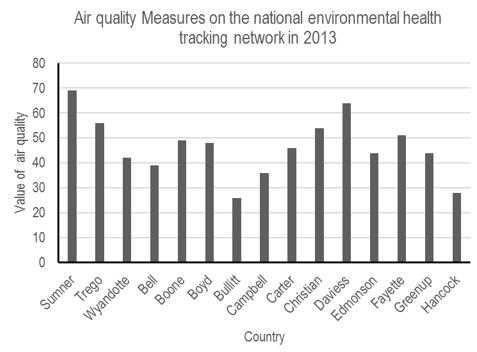 Air quality Measures on the national environmental health
tracking network in 2013
Value of air quality
80
70
60
50
40
30
20
10
0
Sumner
Trego
Wyandotte
Bell
Boone
Boyd
Bullitt
Campbell
Carter
Christian
Daviess
Edmonson
Fayette
Greenup
Hancock
Country